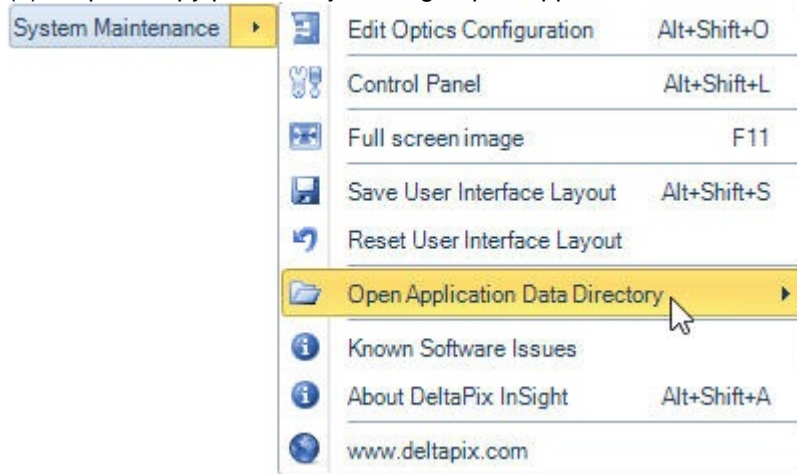 System Maintenance
Edit Optics Configuration Alt+Shift+O
Control Panel Alt+Shift+L
Full screen image F11
Save User Interface Layout Alt+Shift+S
Reset User Interface Layout
Open Application Data Directory
Known Software Issues
About DeltaPix InSight Alt+Shift+A
www.deltapix.com